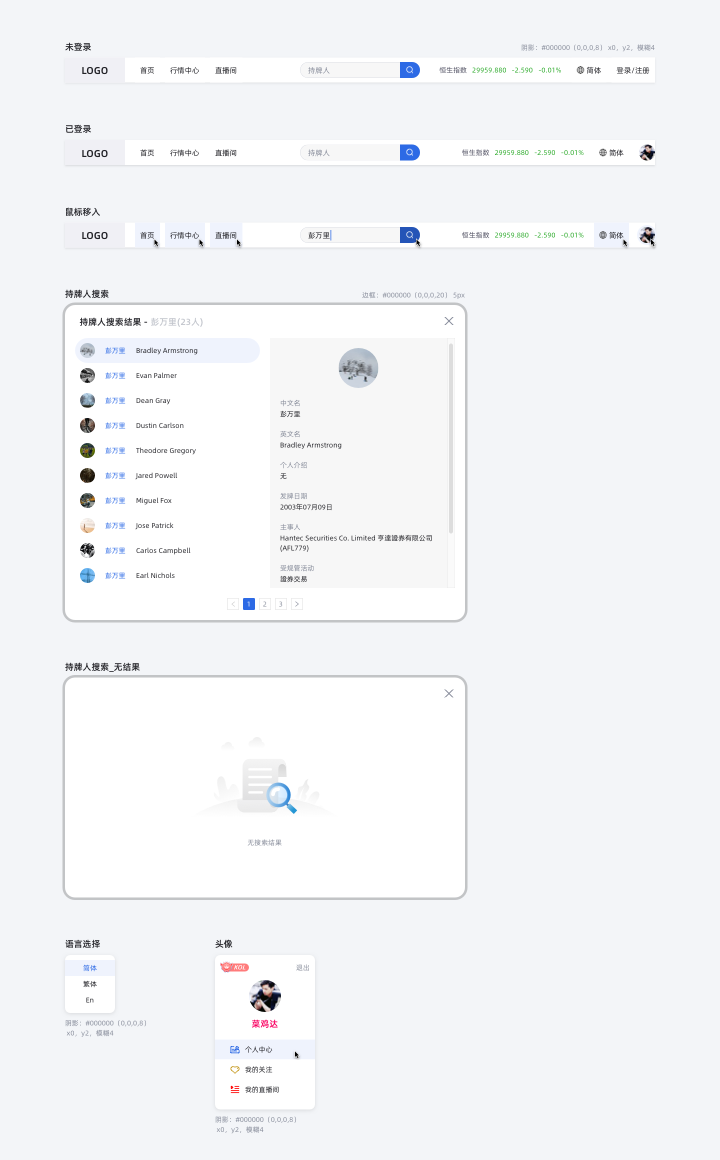 未登录
阴影：#000000（0,0,0,8） x0，y2，模糊4
LOGO 首页 行情中心 直播间 持牌人 恒生指数 29959.880 -2.590 -0.01% 简体 登录/注册
已登录
LOGO 首页 行情中心 直播间 持牌人 恒生指数 29959.880 -2.590 -0.01% 简体
鼠标移入
LOGO 首页 行情中心 直播间 彭万里 恒生指数 29959.880 -2.590 -0.01% 简体
持牌人搜索
边框：#000000（0,0,0,20） 5px
持牌人搜索结果 - 彭万里(23人)
彭万里 Bradley Armstrong
彭万里 Evan Palmer
彭万里 Dean Gray
彭万里 Dustin Carlson
彭万里 Theodore Gregory
彭万里 Jared Powell
彭万里 Miguel Fox
彭万里 Jose Patrick
彭万里 Carlos Campbell
彭万里 Earl Nichols
中文名
彭万里
英文名
Bradley Armstrong
个人介绍
无
发牌日期
2003年07月09日
主事人
Hantec Securities Co. Limited 亨達證券有限公司
(AFL779)
受规管活动
證券交易
< 1 2 3 >
持牌人搜索_无结果
无搜索结果
语言选择
简体
繁体
En
阴影：#000000（0,0,0,8）
x0，y2，模糊4
头像
KOL 退出
菜鸡达
个人中心
我的关注
我的直播间
阴影：#000000（0,0,0,8）
x0，y2，模糊4